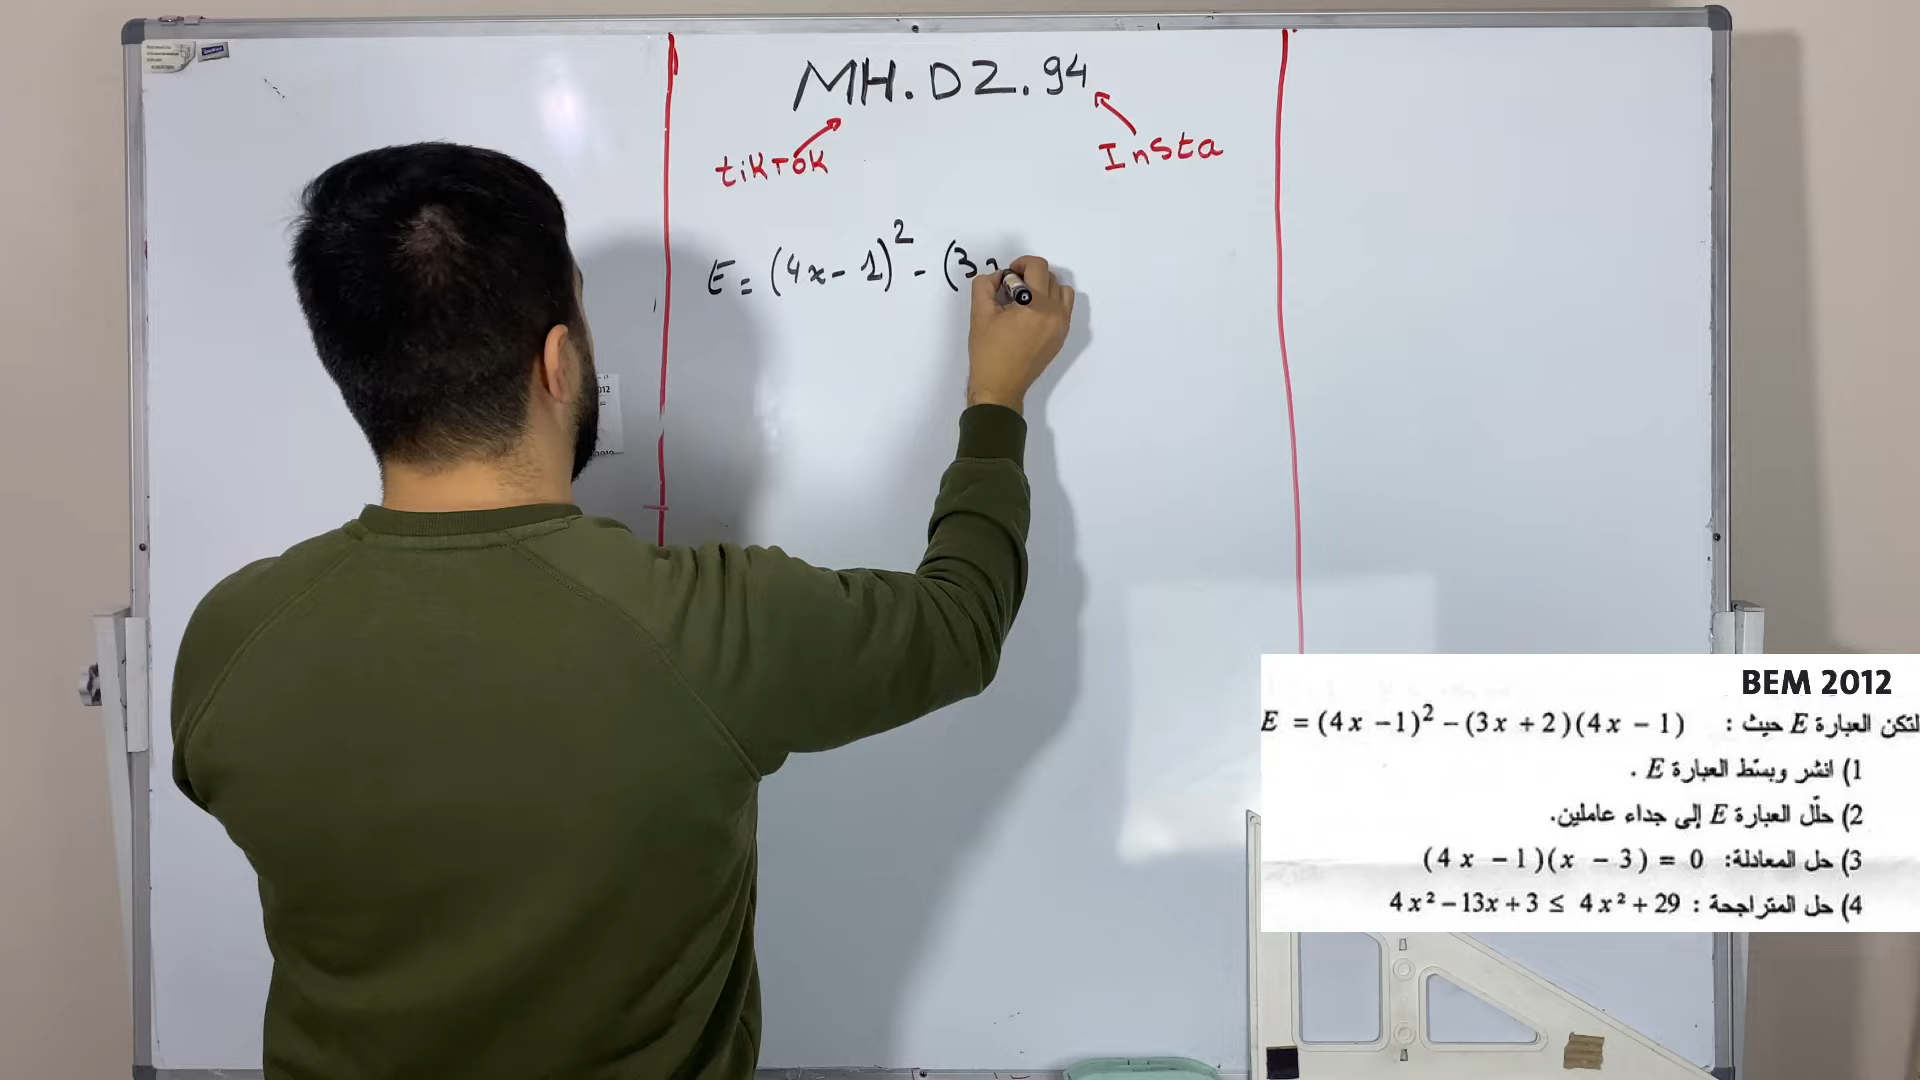 MH.DZ.94
tiKToK
InSta
E = (4x - 1)² - (3x
2012
BEM 2012
لتكن العبارة E حيث : E = (4x - 1)² - (3x + 2)(4x - 1)
1) انشر وبسّط العبارة E .
2) حلّل العبارة E إلى جداء عاملين.
3) حل المعادلة: (4x - 1)(x - 3) = 0
4) حل المتراجحة : 4x² - 13x + 3 ≤ 4x² + 29